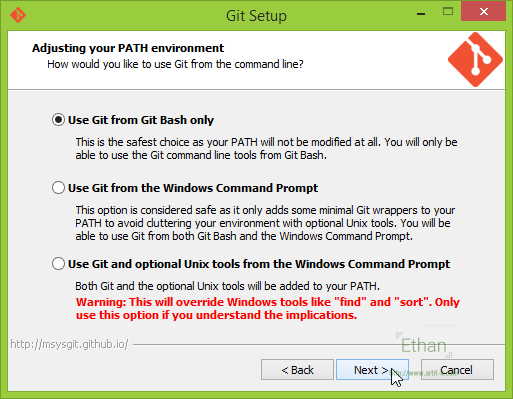 Git Setup
Adjusting your PATH environment
How would you like to use Git from the command line?
Use Git from Git Bash only
This is the safest choice as your PATH will not be modified at all. You will only be
able to use the Git command line tools from Git Bash.
Use Git from the Windows Command Prompt
This option is considered safe as it only adds some minimal Git wrappers to your
PATH to avoid cluttering your environment with optional Unix tools. You will be
able to use Git from both Git Bash and the Windows Command Prompt.
Use Git and optional Unix tools from the Windows Command Prompt
Both Git and the optional Unix tools will be added to your PATH.
Warning: This will override Windows tools like "find" and "sort". Only
use this option if you understand the implications.
http://msysgit.github.io/
Ethan
< Back
Next >
Cancel